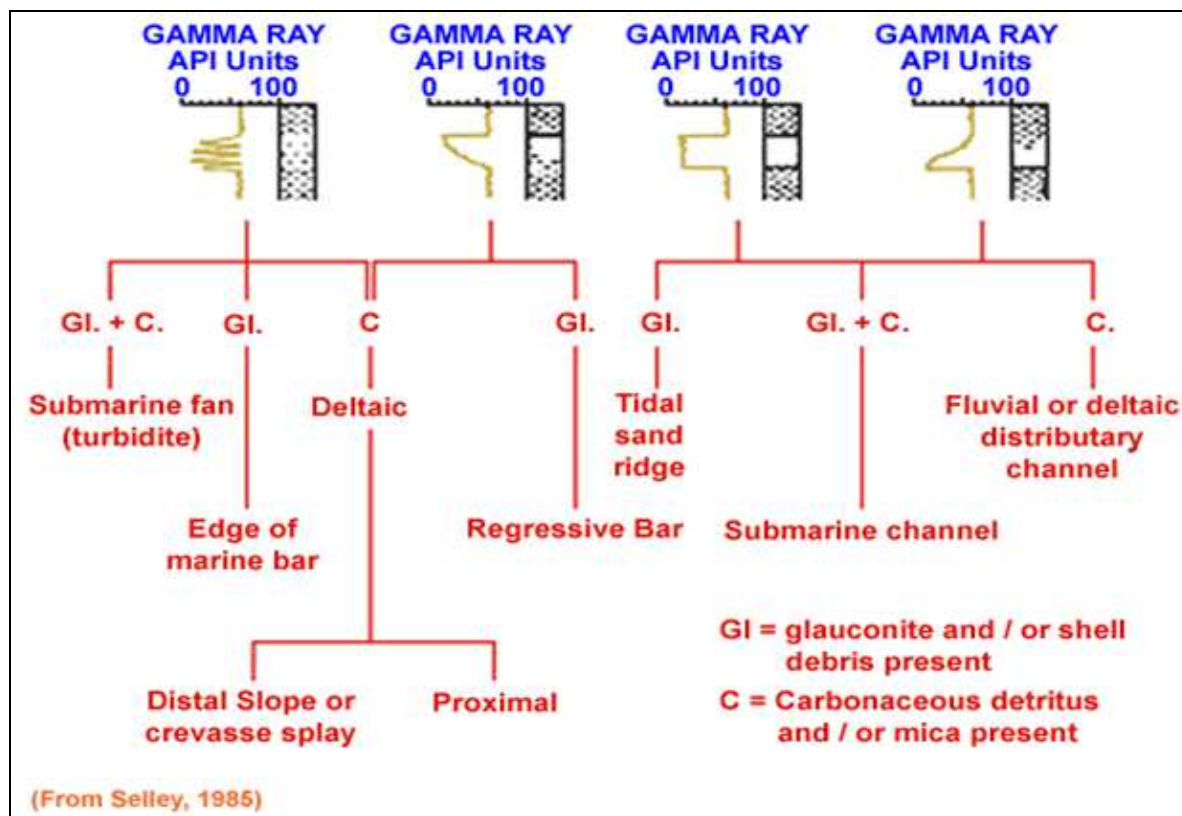 GAMMA RAY
API Units
0 100
GAMMA RAY
API Units
0 100
GAMMA RAY
API Units
0 100
GAMMA RAY
API Units
0 100
Gl. + C.
Gl.
C
Gl.
Gl.
Gl. + C.
C.
Submarine fan
(turbidite)
Deltaic
Tidal
sand
ridge
Fluvial or deltaic
distributary
channel
Edge of
marine bar
Regressive Bar
Submarine channel
Distal Slope or
crevasse splay
Proximal
Gl = glauconite and / or shell
debris present
C = Carbonaceous detritus
and / or mica present
(From Selley, 1985)